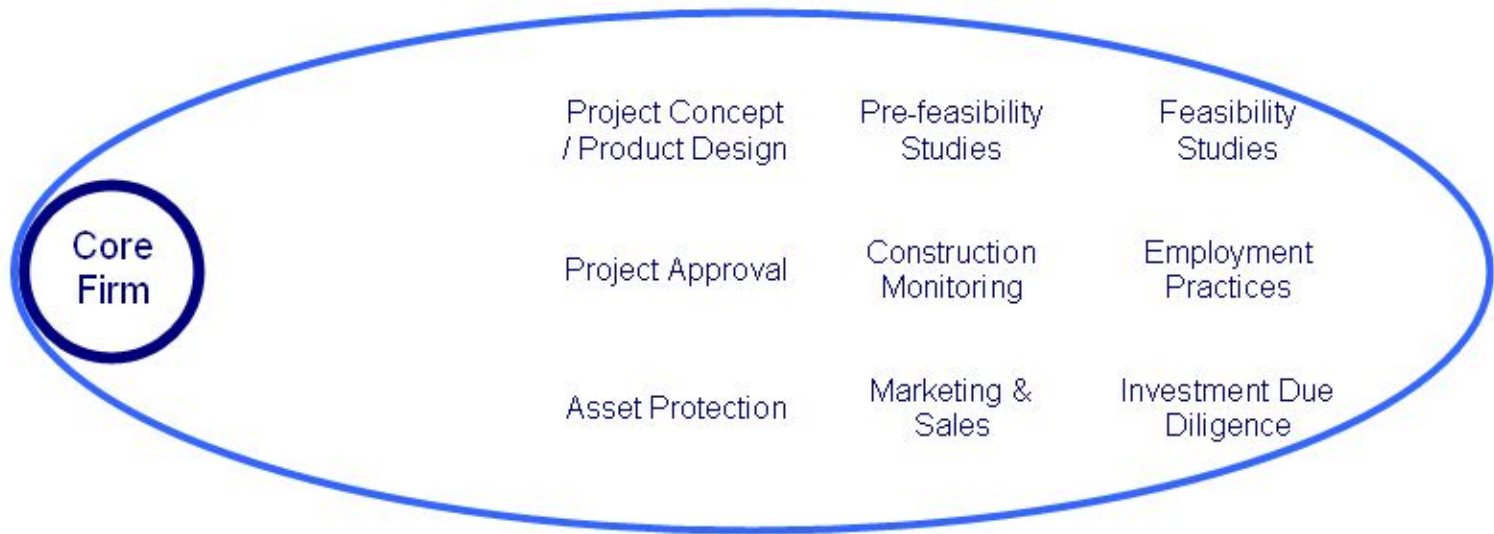 Core
Firm
Project Concept
/ Product Design
Pre-feasibility
Studies
Feasibility
Studies
Project Approval
Construction
Monitoring
Employment
Practices
Asset Protection
Marketing &
Sales
Investment Due
Diligence